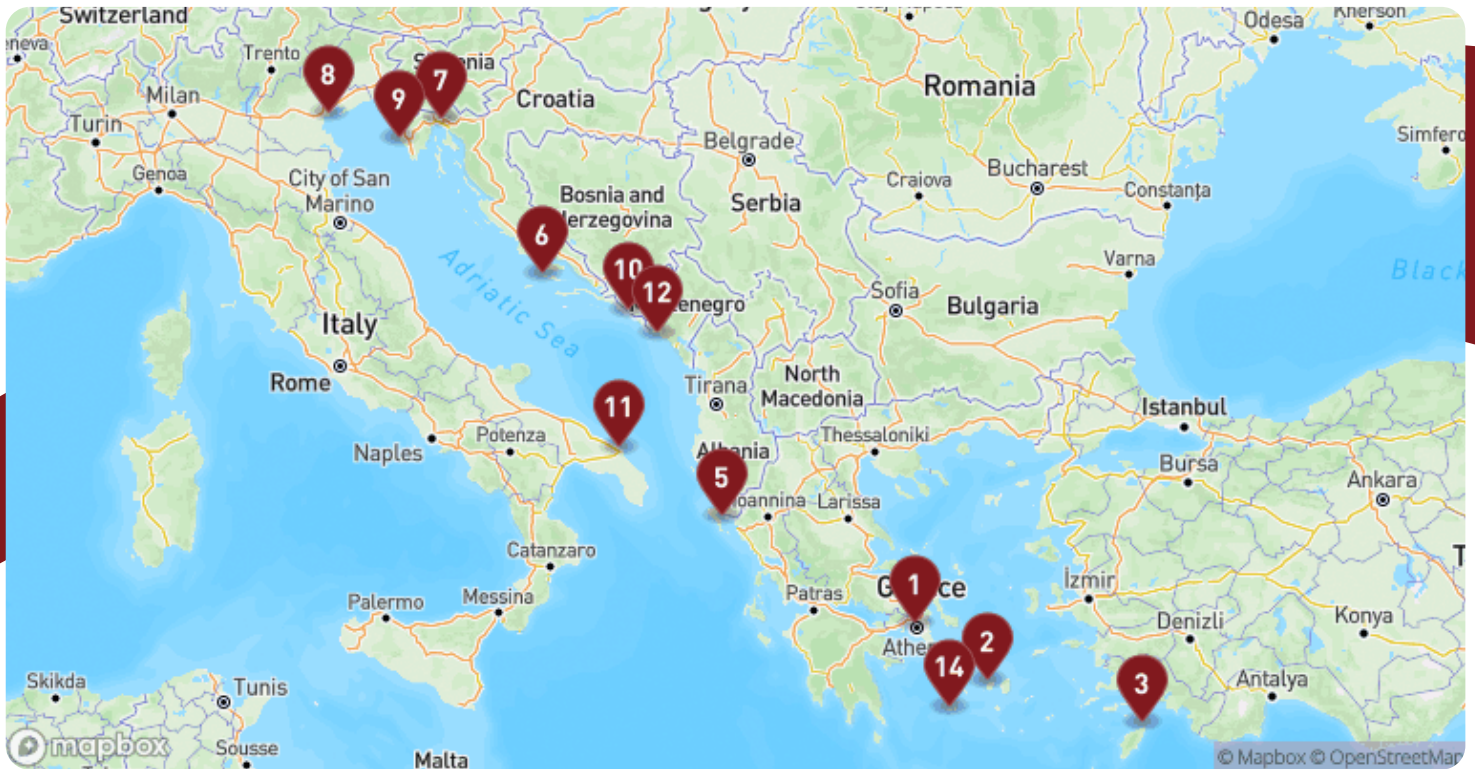 Switzerland
eneva
Trento
Milan
Turin
Genoa
City of San
Marino
8
9
7
Croatia
Romania
Odesa
Kherson
Simfero
Belgrade
Bucharest
Craiova
Constanța
Bosnia and
erzegovina
Serbia
Varna
Black
6
10
12
enegro
Adriatic Sea
Sofia
Bulgaria
Italy
Rome
Tirana
North
Macedonia
Istanbul
11
Naples
Potenza
Thessaloniki
Bursa
Ankara
5
oannina
Larissa
Catanzaro
1
İzmir
Patras
Palermo
Messina
Denizli
Konya
2
14
3
Antalya
Skikda
Tunis
Sousse
Malta
mapbox
© Mapbox © OpenStreetMap